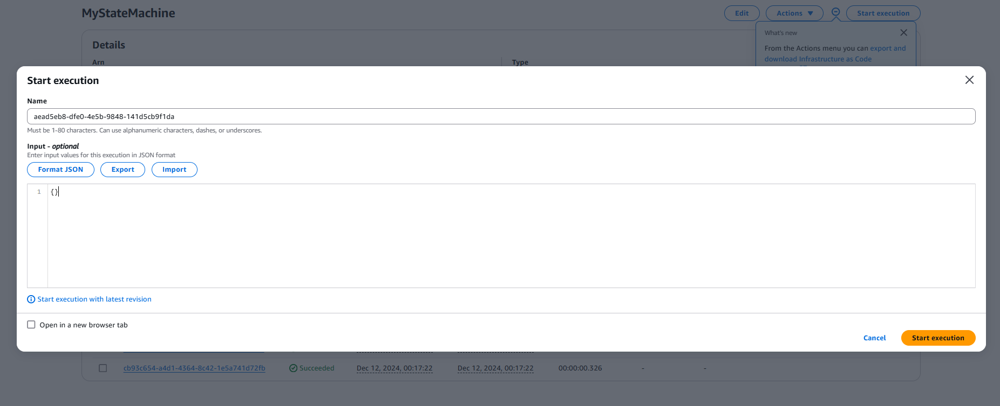 MyStateMachine
Edit
Actions
Start execution
What's new
From the Actions menu you can export and
download Infrastructure as Code
Details
Arn
Type
Start execution
Name
aead5eb8-dfe0-4e5b-9848-141d5cb9f1da
Must be 1-80 characters. Can use alphanumeric characters, dashes, or underscores.
Input - optional
Enter input values for this execution in JSON format
Format JSON
Export
Import
1
{}
Start execution with latest revision
Open in a new browser tab
Cancel
Start execution
cb93c654-a4d1-4364-8c42-1e5a741d72fb
Succeeded
Dec 12, 2024, 00:17:22
Dec 12, 2024, 00:17:22
00:00:00.326
-
-